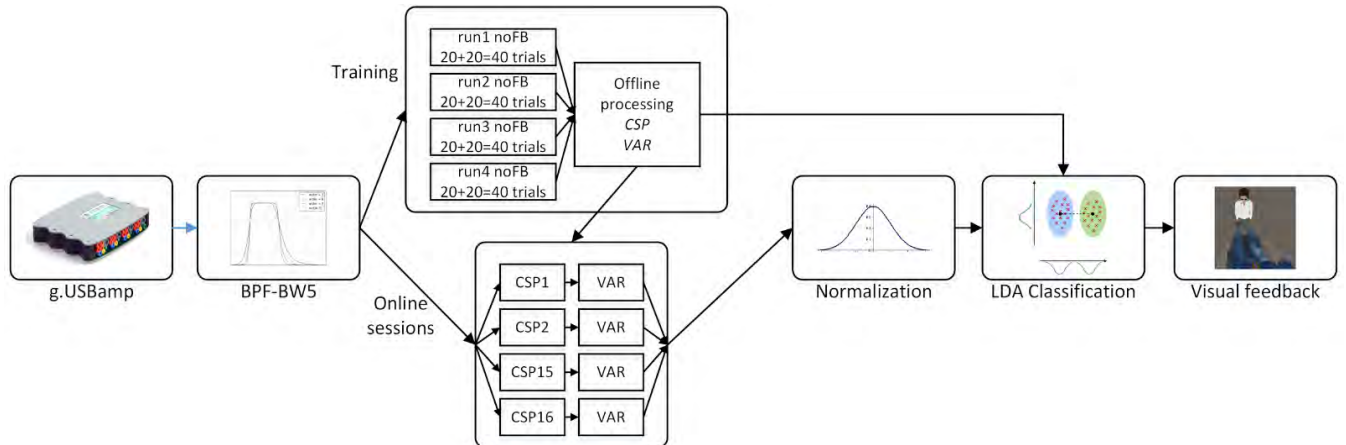 Training
run1 noFB
20+20=40 trials
run2 noFB
20+20=40 trials
run3 noFB
20+20=40 trials
run4 noFB
20+20=40 trials
Offline
processing
CSP
VAR
g.USBamp
BPF-BW5
Online
sessions
CSP1
VAR
CSP2
VAR
CSP15
VAR
CSP16
VAR
Normalization
LDA Classification
Visual feedback